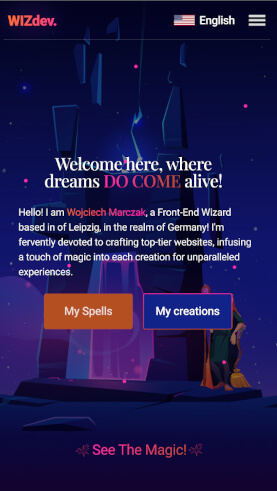 WIZdev.
English
Welcome here, where
dreams DO COME alive!
Hello! I am Wojciech Marczak, a Front-End Wizard
based in of Leipzig, in the realm of Germany! I'm
fervently devoted to crafting top-tier websites, infusing
a touch of magic into each creation for unparalleled
experiences.
My Spells
My creations
See The Magic!